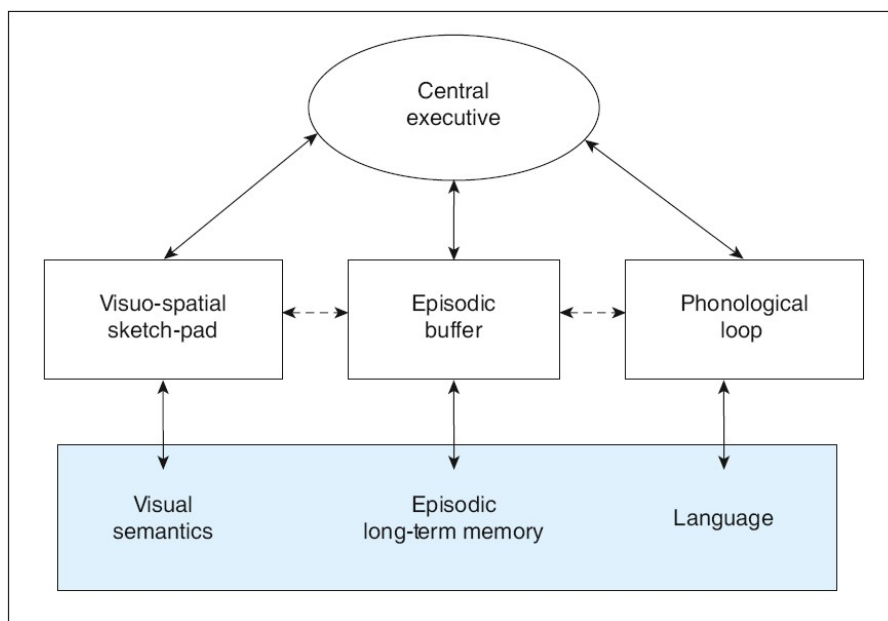 Central
executive
Visuo-spatial
sketch-pad
Episodic
buffer
Phonological
loop
Visual
semantics
Episodic
long-term memory
Language